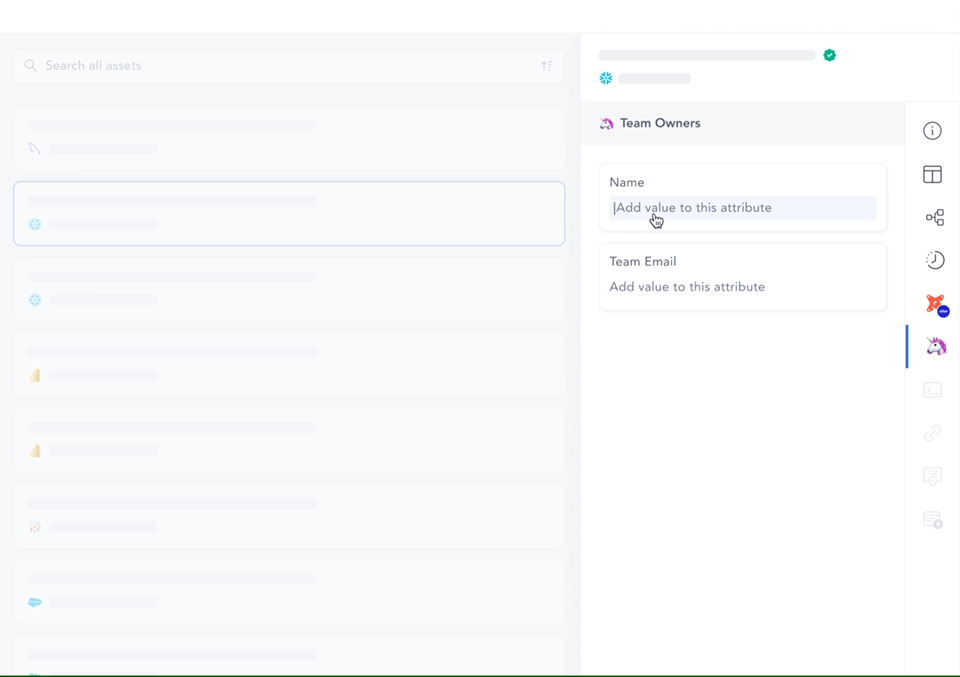 Search all assets
Team Owners
Name
Add value to this attribute
Team Email
Add value to this attribute